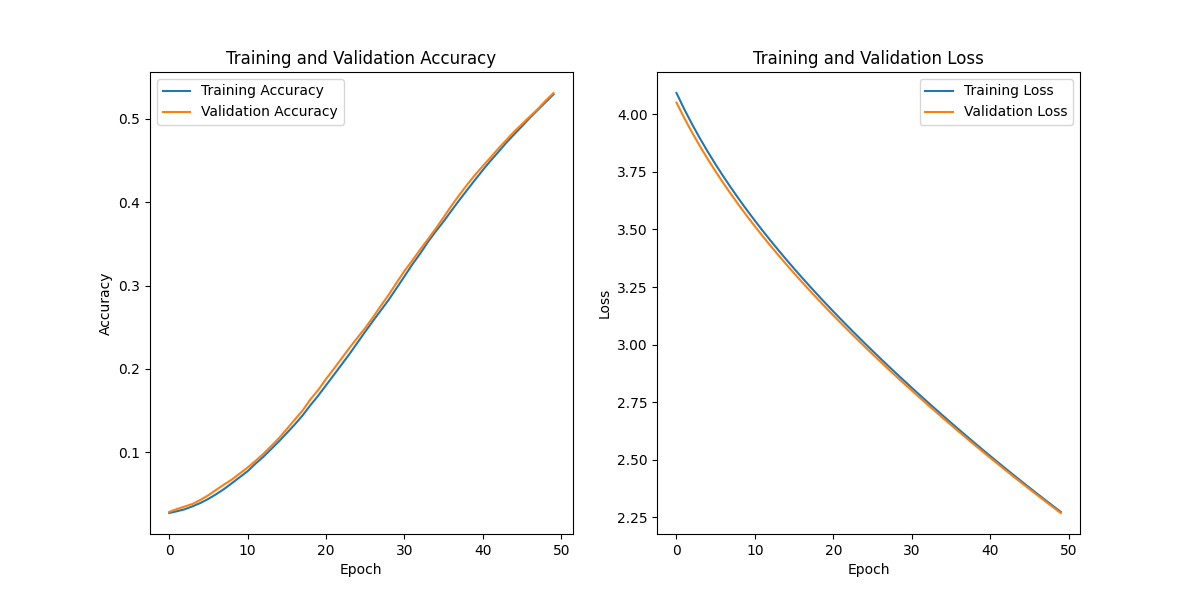 Training and Validation Accuracy
Training Accuracy
Validation Accuracy
0.5
0.4
0.3
0.2
0.1
Accuracy
0 10 20 30 40 50
Epoch
Training and Validation Loss
Training Loss
Validation Loss
4.00
3.75
3.50
3.25
3.00
2.75
2.50
2.25
Loss
0 10 20 30 40 50
Epoch